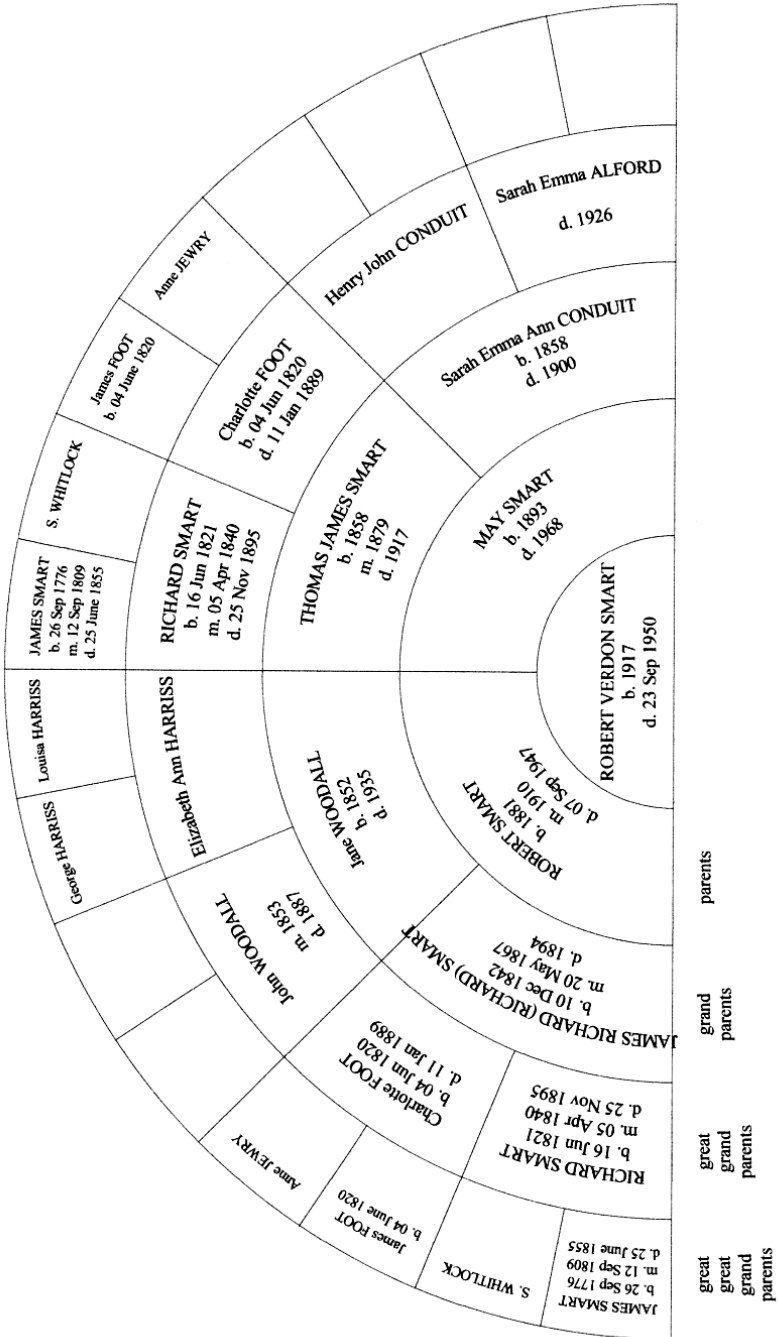 Sarah Emma ALFORD
d. 1926
Henry John CONDUIT
Sarah Emma Ann CONDUIT
b. 1858
d. 1900
Anne JEWRY
James FOOT
b. 04 June 1820
Charlotte FOOT
b. 04 Jun 1820
d. 11 Jan 1889
S. WHITLOCK
JAMES SMART
b. 26 Sep 1776
m. 12 Sep 1809
d. 25 June 1855
RICHARD SMART
b. 16 Jun 1821
m. 05 Apr 1840
d. 25 Nov 1895
THOMAS JAMES SMART
b. 1858
m. 1879
d. 1917
MAY SMART
b. 1893
d. 1968
ROBERT VERDON SMART
b. 1917
d. 23 Sep 1950
Louisa HARRISS
George HARRISS
Elizabeth Ann HARRISS
Jane WOODALL
b. 1852
d. 1935
ROBERT SMART
b. 1881
m. 1910
d. 07 Sep 1947
John WOODALL
m. 1853
d. 1887
JAMES RICHARD (RICHARD) SMART
b. 10 Dec 1842
m. 20 May 1867
d. 1894
Charlotte FOOT
b. 04 Jun 1820
d. 11 Jan 1889
RICHARD SMART
b. 16 Jun 1821
m. 05 Apr 1840
d. 25 Nov 1895
Anne JEWRY
James FOOT
b. 04 June 1820
S. WHITLOCK
JAMES SMART
b. 26 Sep 1776
m. 12 Sep 1809
d. 25 June 1855
parents
grand
parents
great
grand
parents
great
great
grand
parents